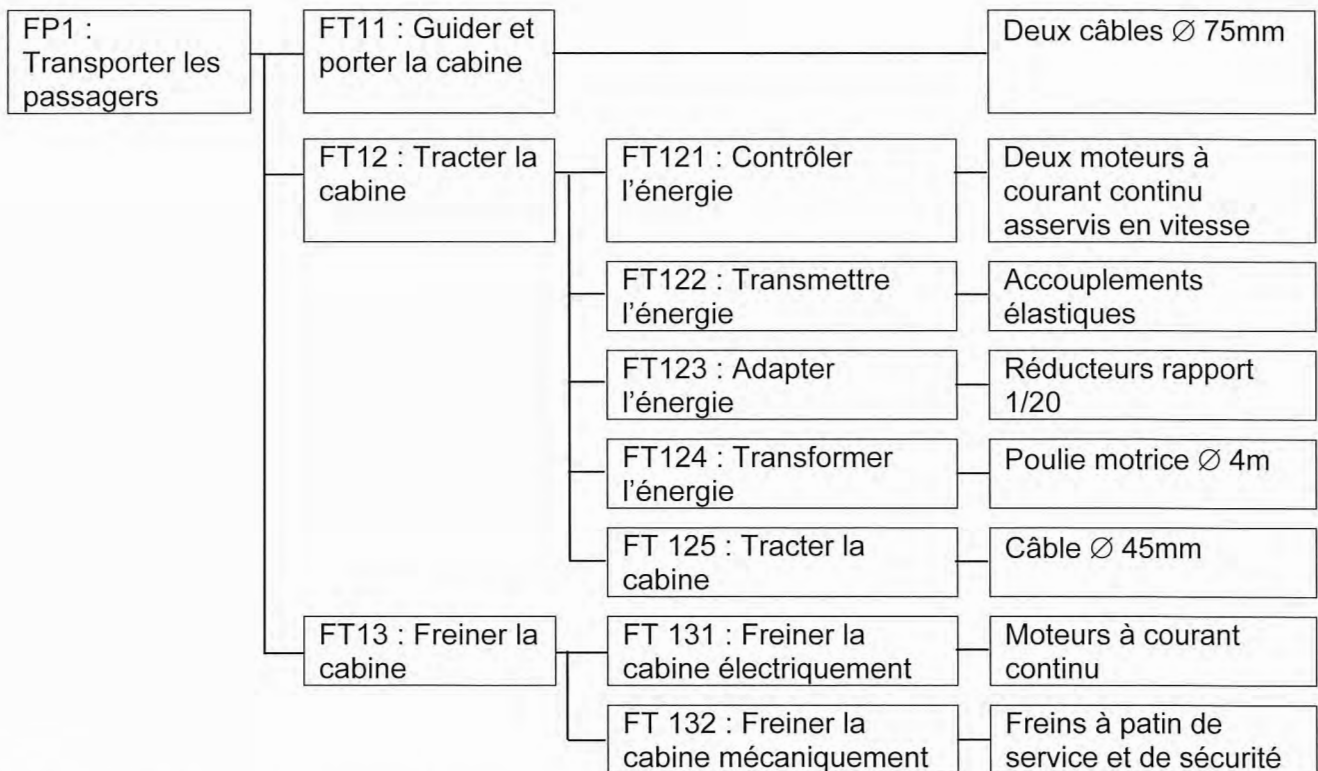 FP1 :
Transporter les
passagers
FT11 : Guider et
porter la cabine
Deux câbles ∅ 75mm
FT12 : Tracter la
cabine
FT121 : Contrôler
l'énergie
Deux moteurs à
courant continu
asservis en vitesse
FT122 : Transmettre
l'énergie
Accouplements
élastiques
FT123 : Adapter
l'énergie
Réducteurs rapport
1/20
FT124 : Transformer
l'énergie
Poulie motrice ∅ 4m
FT 125 : Tracter la
cabine
Câble ∅ 45mm
FT13 : Freiner la
cabine
FT 131 : Freiner la
cabine électriquement
Moteurs à courant
continu
FT 132 : Freiner la
cabine mécaniquement
Freins à patin de
service et de sécurité